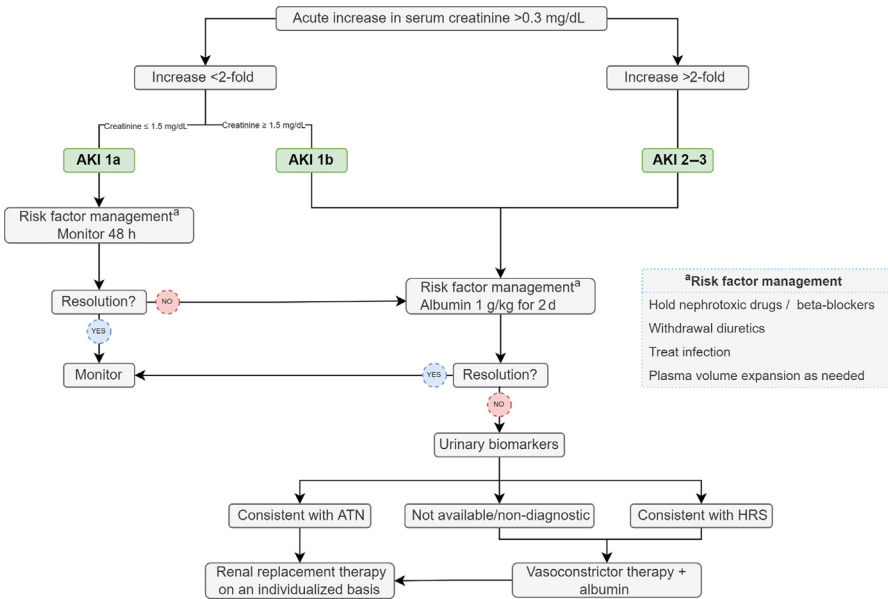 Acute increase in serum creatinine >0.3 mg/dL
Increase <2-fold
Increase >2-fold
Creatinine ≤ 1.5 mg/dL
Creatinine ≥ 1.5 mg/dL
AKI 1a
AKI 1b
AKI 2–3
Risk factor managementᵃ
Monitor 48 h
Resolution?
NO
Risk factor managementᵃ
Albumin 1 g/kg for 2 d
ᵃRisk factor management
Hold nephrotoxic drugs / beta-blockers
Withdrawal diuretics
Treat infection
Plasma volume expansion as needed
YES
Monitor
YES
Resolution?
NO
Urinary biomarkers
Consistent with ATN
Not available/non-diagnostic
Consistent with HRS
Renal replacement therapy
on an individualized basis
Vasoconstrictor therapy +
albumin